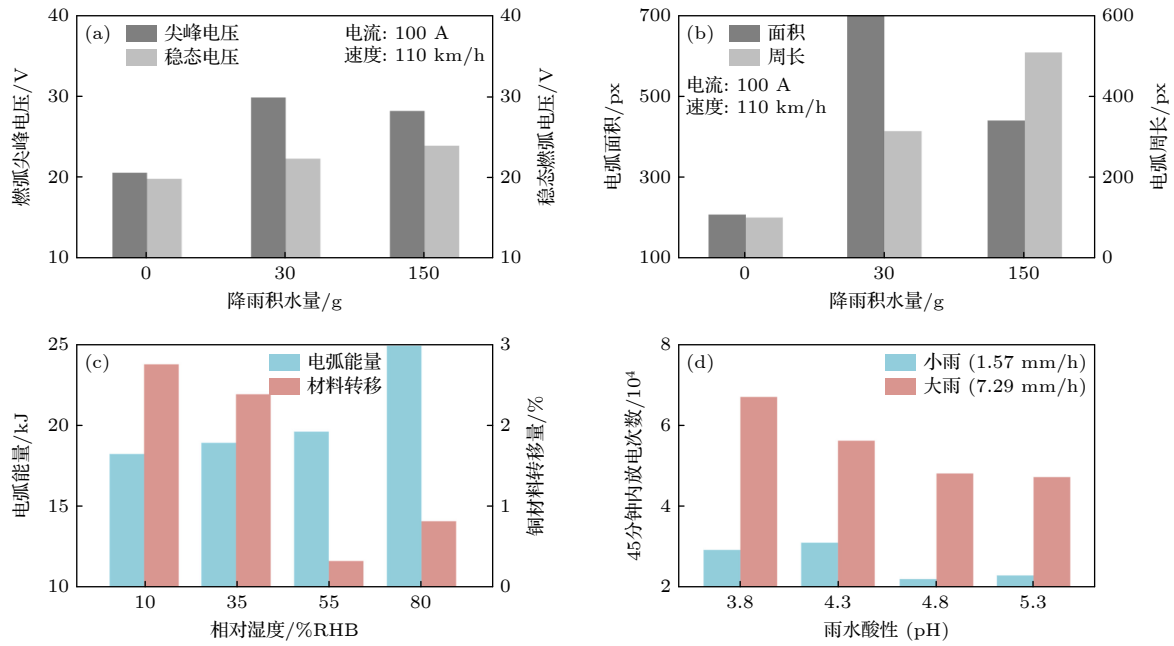 (a)
尖峰电压
稳态电压
电流: 100 A
速度: 110 km/h
燃弧尖峰电压/V
40
30
20
10
稳态燃弧电压/V
40
30
20
10
0
30
150
降雨积水量/g
(b)
面积
周长
电流: 100 A
速度: 110 km/h
电弧面积/px
700
500
300
100
电弧周长/px
600
400
200
0
0
30
150
降雨积水量/g
(c)
电弧能量
材料转移
电弧能量/kJ
25
20
15
10
铜材料转移量/%
3
2
1
0
10
35
55
80
相对湿度/%RHB
(d)
小雨 (1.57 mm/h)
大雨 (7.29 mm/h)
45分钟内放电次数/10⁴
8
6
4
2
3.8
4.3
4.8
5.3
雨水酸性 (pH)